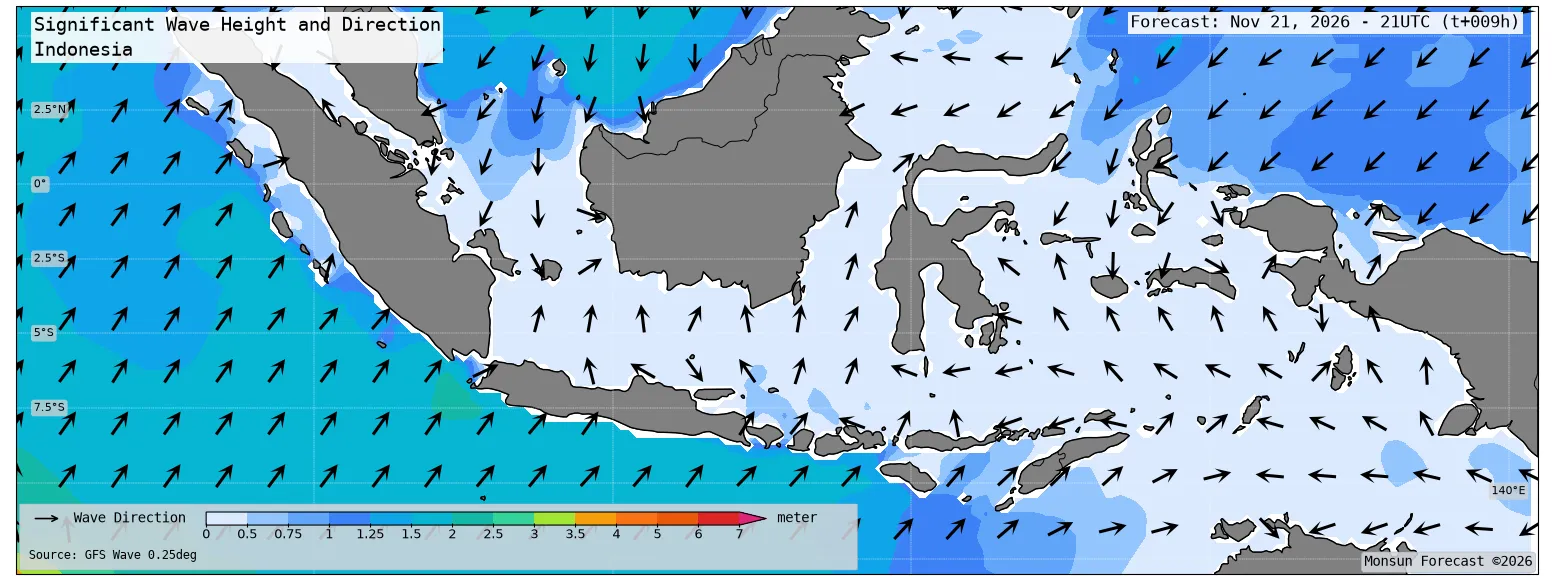 Significant Wave Height and Direction
Indonesia
Forecast: Nov 21, 2026 - 21UTC (t+009h)
2.5°N
0°
2.5°S
5°S
7.5°S
140°E
Wave Direction
0 0.5 0.75 1 1.25 1.5 2 2.5 3 3.5 4 5 6 7
meter
Source: GFS Wave 0.25deg
Monsun Forecast ©2026